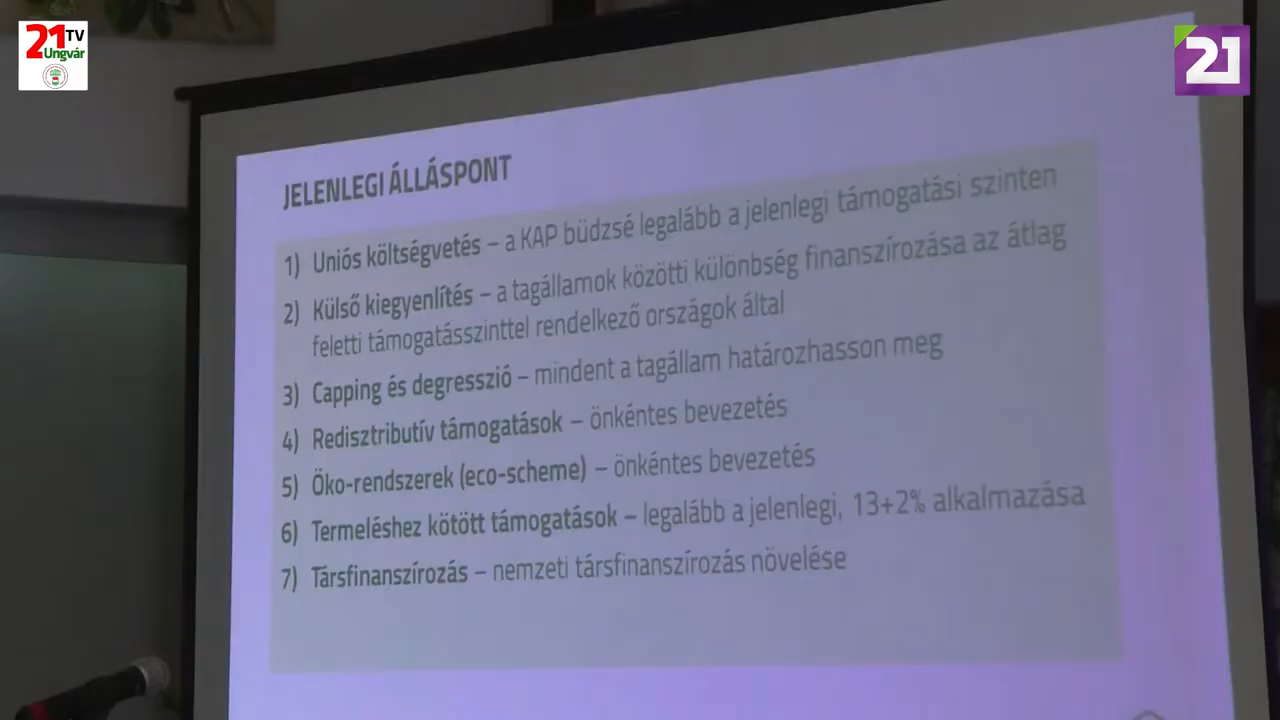 21 TV
Ungvár
21
JELENLEGI ÁLLÁSPONT
1) Uniós költségvetés – a KAP büdzsé legalább a jelenlegi támogatási szinten
2) Külső kiegyenlítés – a tagállamok közötti különbség finanszírozása az átlag
feletti támogatásszinttel rendelkező országok által
3) Capping és degresszió – mindent a tagállam határozhasson meg
4) Redisztributív támogatások – önkéntes bevezetés
5) Öko-rendszerek (eco-scheme) – önkéntes bevezetés
6) Termeléshez kötött támogatások – legalább a jelenlegi, 13+2% alkalmazása
7) Társfinanszírozás – nemzeti társfinanszírozás növelése